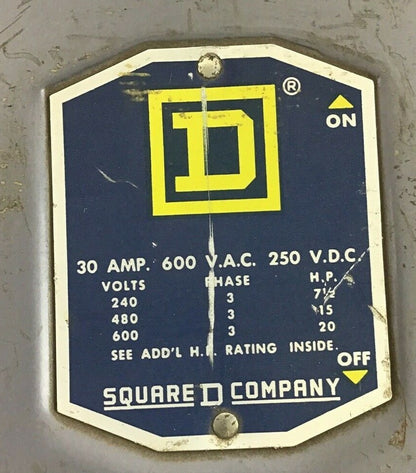 D ®
ON
30 AMP. 600 V.A.C. 250 V.D.C.
VOLTS PHASE H.P.
240 3 7½
480 3 15
600 3 20
SEE ADD'L H.P. RATING INSIDE.
OFF
SQUARE D COMPANY